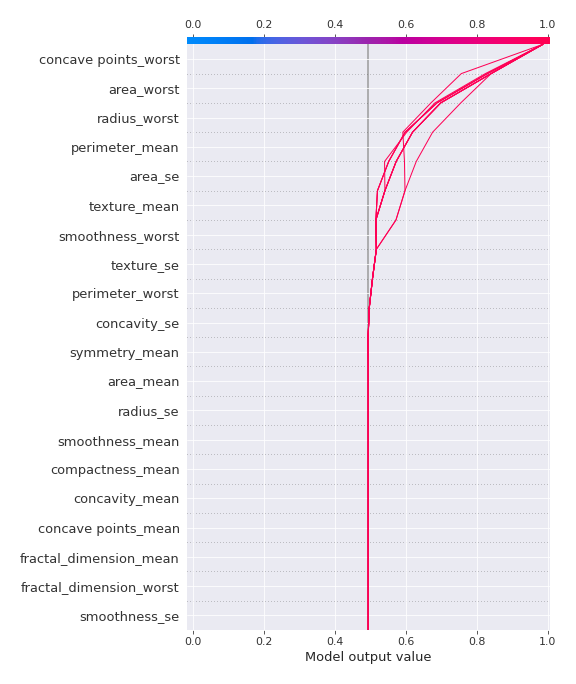 0.0 0.2 0.4 0.6 0.8 1.0
concave points_worst
area_worst
radius_worst
perimeter_mean
area_se
texture_mean
smoothness_worst
texture_se
perimeter_worst
concavity_se
symmetry_mean
area_mean
radius_se
smoothness_mean
compactness_mean
concavity_mean
concave points_mean
fractal_dimension_mean
fractal_dimension_worst
smoothness_se
0.0 0.2 0.4 0.6 0.8 1.0
Model output value